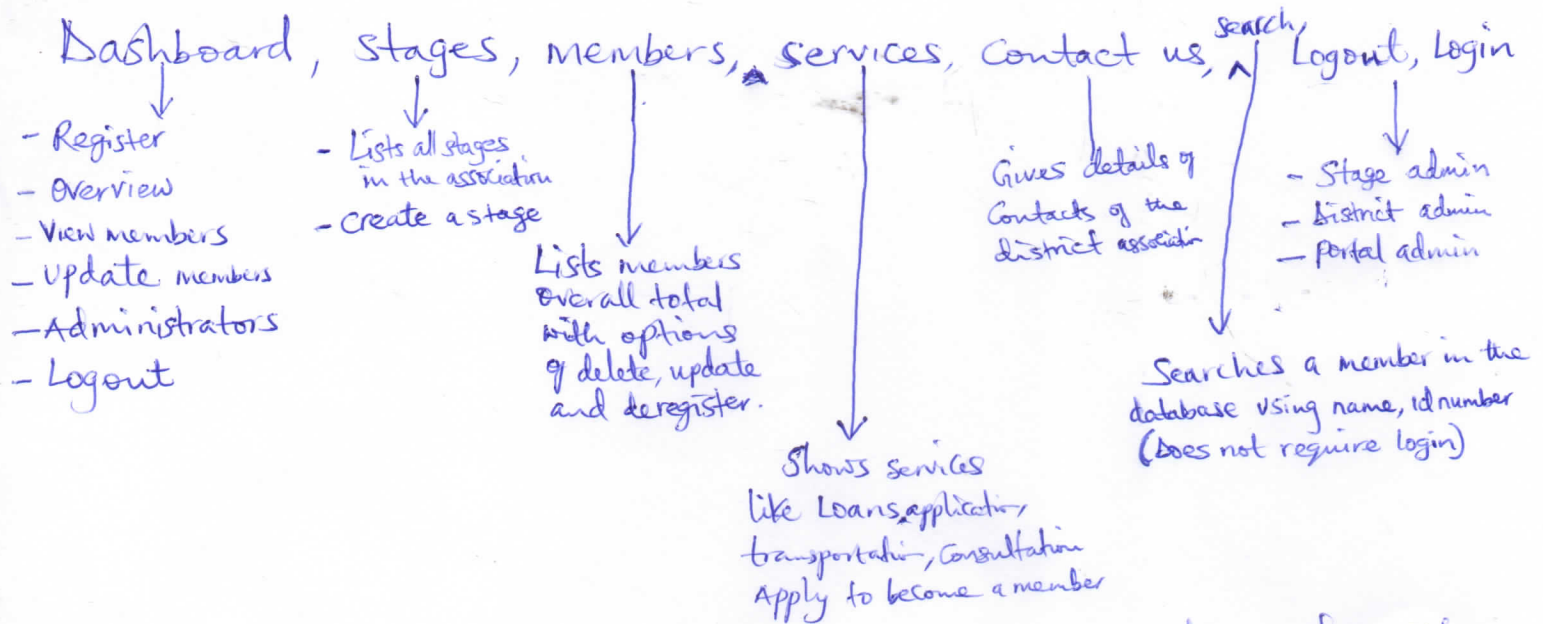 Dashboard, stages, members, services, Contact us, search, Logout, Login
- Register
- Overview
- View members
- Update members
- Administrators
- Logout
- Lists all stages
in the association
- Create a stage
Lists members
overall total
with options
of delete, update
and deregister.
Shows services
like Loans, application,
transportation, Consultation
Apply to become a member
Gives details of
Contacts of the
district association
Searches a member in the
database using name, id number
(Does not require login)
- Stage admin
- District admin
- Portal admin